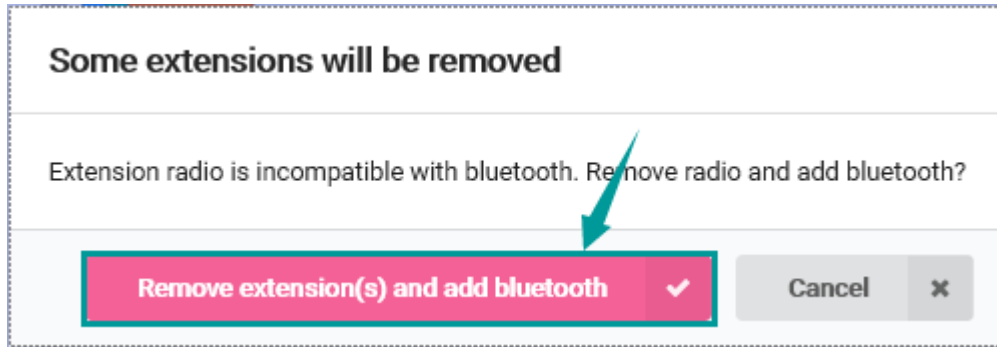 Some extensions will be removed
Extension radio is incompatible with bluetooth. Remove radio and add bluetooth?
Remove extension(s) and add bluetooth
Cancel